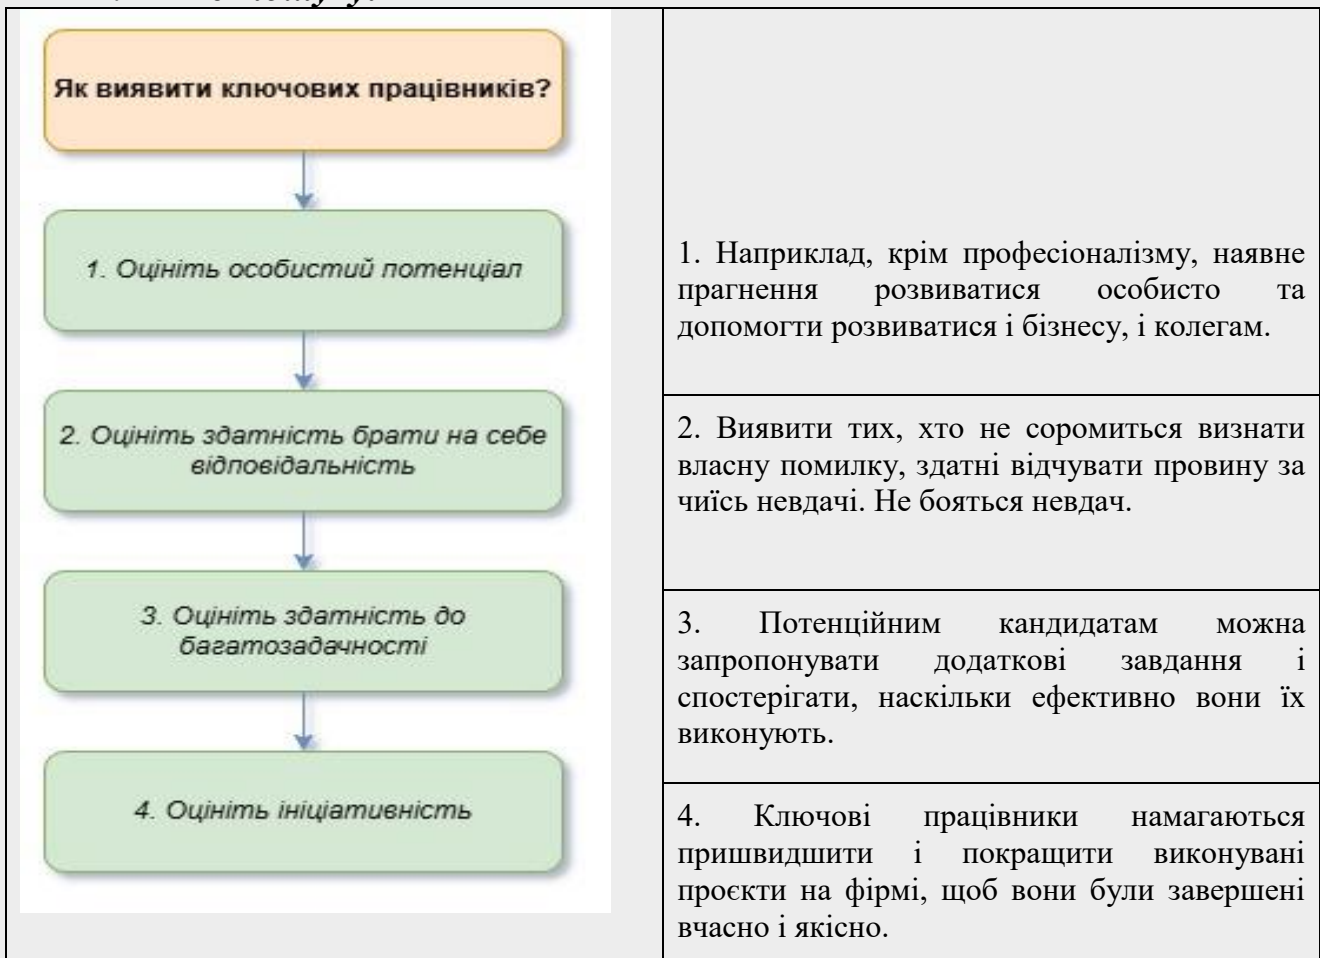 Як виявити ключових працівників?
1. Оцініть особистий потенціал
2. Оцініть здатність брати на себе
відповідальність
3. Оцініть здатність до
багатозадачності
4. Оцініть ініціативність
1. Наприклад, крім професіоналізму, наявне
прагнення розвиватися особисто та
допомогти розвиватися і бізнесу, і колегам.
2. Виявити тих, хто не соромиться визнати
власну помилку, здатні відчувати провину за
чиїсь невдачі. Не бояться невдач.
3. Потенційним кандидатам можна
запропонувати додаткові завдання і
спостерігати, наскільки ефективно вони їх
виконують.
4. Ключові працівники намагаються
пришвидшити і покращити виконувані
проєкти на фірмі, щоб вони були завершені
вчасно і якісно.